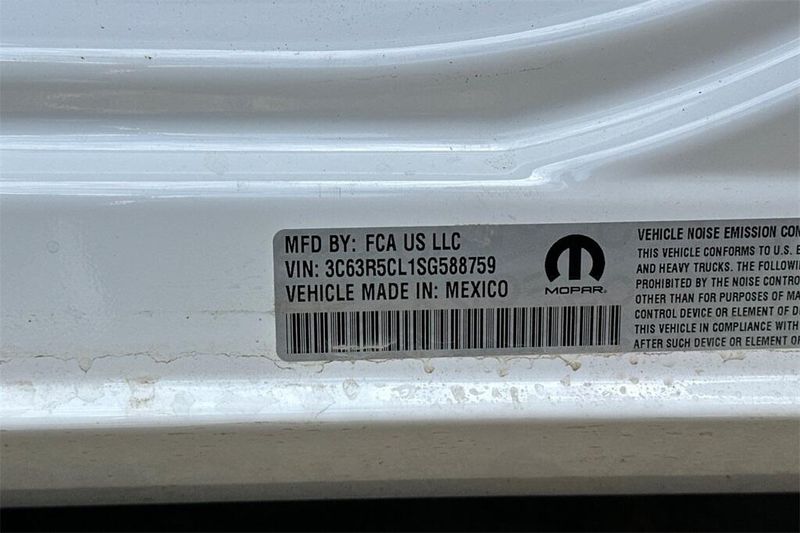 MFD BY: FCA US LLC
VIN: 3C63R5CL1SG588759
VEHICLE MADE IN: MEXICO
MOPAR
VEHICLE NOISE EMISSION CON
THIS VEHICLE CONFORMS TO U.S. E
AND HEAVY TRUCKS. THE FOLLOWI
PROHIBITED BY THE NOISE CONTRO
OTHER THAN FOR PURPOSES OF MA
CONTROL DEVICE OR ELEMENT OF D
THIS VEHICLE IN COMPLIANCE WITH
AFTER SUCH DEVICE OR ELEMENT OF